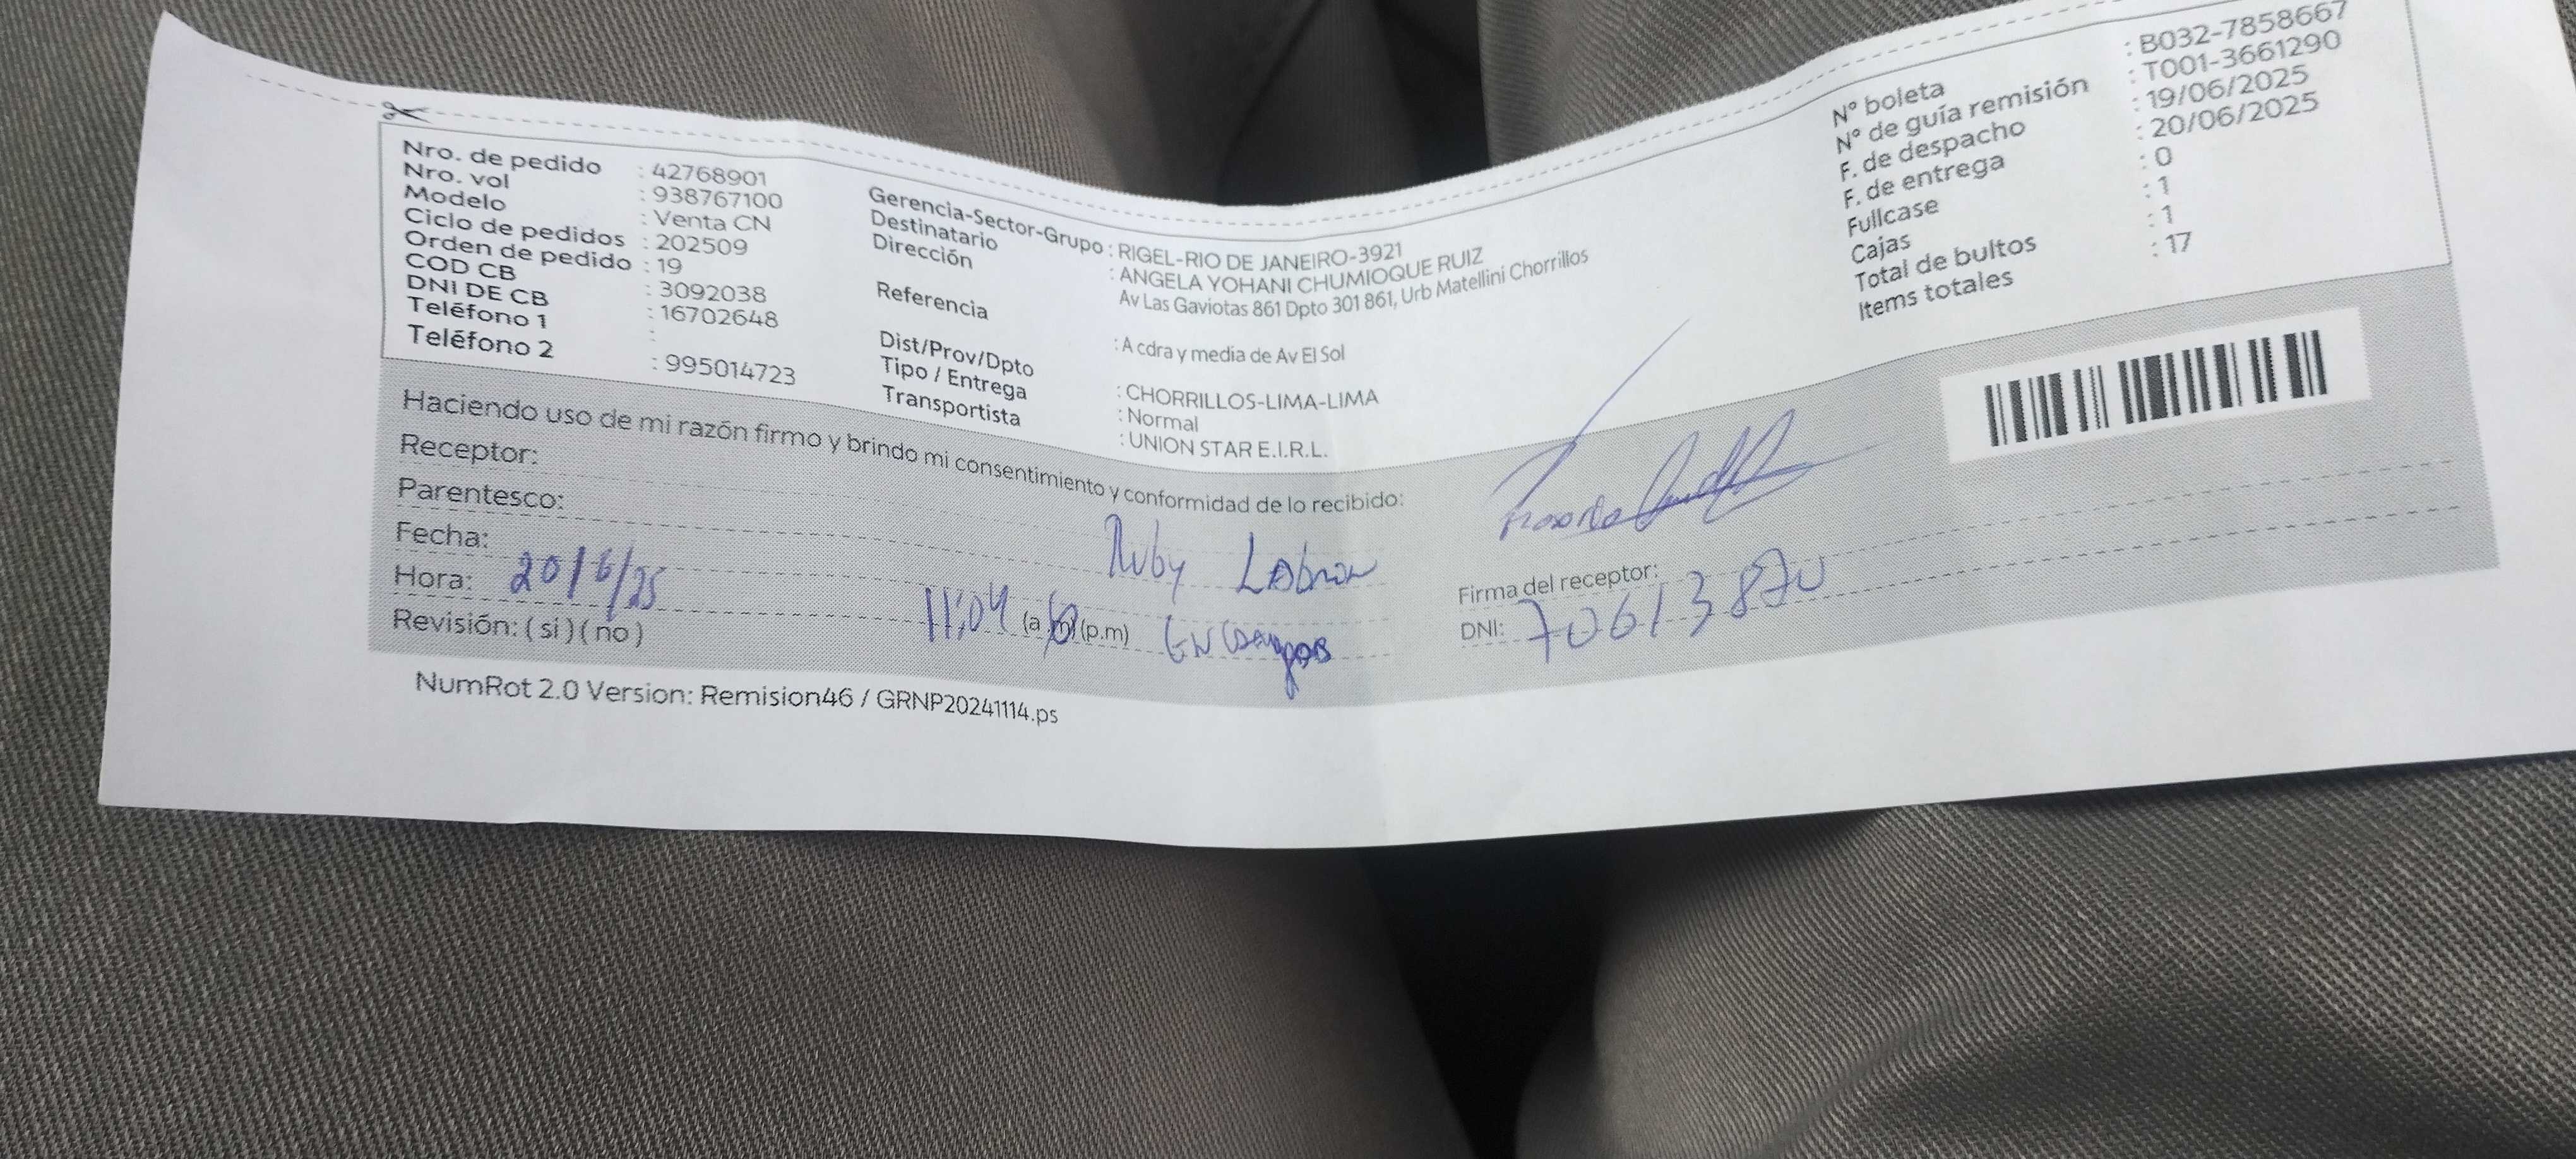 Nro. de pedido : 42768901
Nro. vol : 938767100
Modelo : Venta CN
Ciclo de pedidos : 202509
Orden de pedido : 19
COD CB : 3092038
DNI DE CB : 16702648
Teléfono 1 :
Teléfono 2 : 995014723
Gerencia-Sector-Grupo : RIGEL-RIO DE JANEIRO-3921
Destinatario : ANGELA YOHANI CHUMIOQUE RUIZ
Dirección Av Las Gaviotas 861 Dpto 301 861, Urb Matellini Chorrillos
Referencia : A cdra y media de Av El Sol
Dist/Prov/Dpto : CHORRILLOS-LIMA-LIMA
Tipo / Entrega : Normal
Transportista : UNION STAR E.I.R.L.
N° boleta : B032-7858667
N° de guía remisión : T001-3661290
F. de despacho : 19/06/2025
F. de entrega : 20/06/2025
Fullcase : 0
Cajas : 1
Total de bultos : 1
Items totales : 17
Haciendo uso de mi razón firmo y brindo mi consentimiento y conformidad de lo recibido:
Receptor: Ruby
Parentesco:
Fecha: 20/6/25
Hora: 11:04 (a.m) (p.m)
Revisión: ( si ) ( no )
Firma del receptor:
DNI: 70613870
NumRot 2.0 Version: Remision46 / GRNP20241114.ps